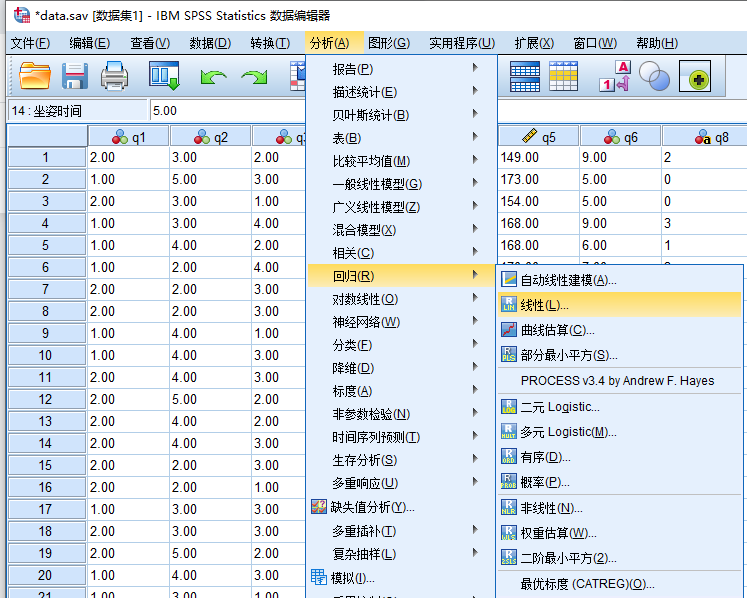 *data.sav [数据集1] - IBM SPSS Statistics 数据编辑器
文件(F) 编辑(E) 查看(V) 数据(D) 转换(T) 分析(A) 图形(G) 实用程序(U) 扩展(X) 窗口(W) 帮助(H)
14 : 坐姿时间 5.00
q1 q2 q5 q6 q8
1 2.00 3.00 2.00 149.00 9.00 2
2 1.00 5.00 3.00 173.00 5.00 0
3 2.00 3.00 1.00 154.00 5.00 0
4 1.00 3.00 4.00 168.00 9.00 3
5 1.00 4.00 2.00 168.00 6.00 1
6 1.00 2.00 4.00
7 2.00 2.00 3.00
8 2.00 2.00 3.00
9 1.00 4.00 1.00
10 1.00 4.00 3.00
11 2.00 4.00 3.00
12 2.00 5.00 2.00
13 2.00 4.00 2.00
14 2.00 4.00 3.00
15 2.00 2.00 3.00
16 2.00 2.00 1.00
17 1.00 3.00 3.00
18 2.00 3.00 3.00
19 2.00 5.00 2.00
20 1.00 4.00 3.00
21 1.00 3.00 1.00
报告(P)
描述统计(E)
贝叶斯统计(B)
表(B)
比较平均值(M)
一般线性模型(G)
广义线性模型(Z)
混合模型(X)
相关(C)
回归(R)
对数线性(O)
神经网络(W)
分类(F)
降维(D)
标度(A)
非参数检验(N)
时间序列预测(T)
生存分析(S)
多重响应(U)
缺失值分析(Y)...
多重插补(T)
复杂抽样(L)
模拟(I)...
自动线性建模(A)...
线性(L)...
曲线估算(C)...
部分最小平方(S)...
PROCESS v3.4 by Andrew F. Hayes
二元 Logistic...
多元 Logistic(M)...
有序(D)...
概率(P)...
非线性(N)...
权重估算(W)...
二阶最小平方(2)...
最优标度 (CATREG)(O)...